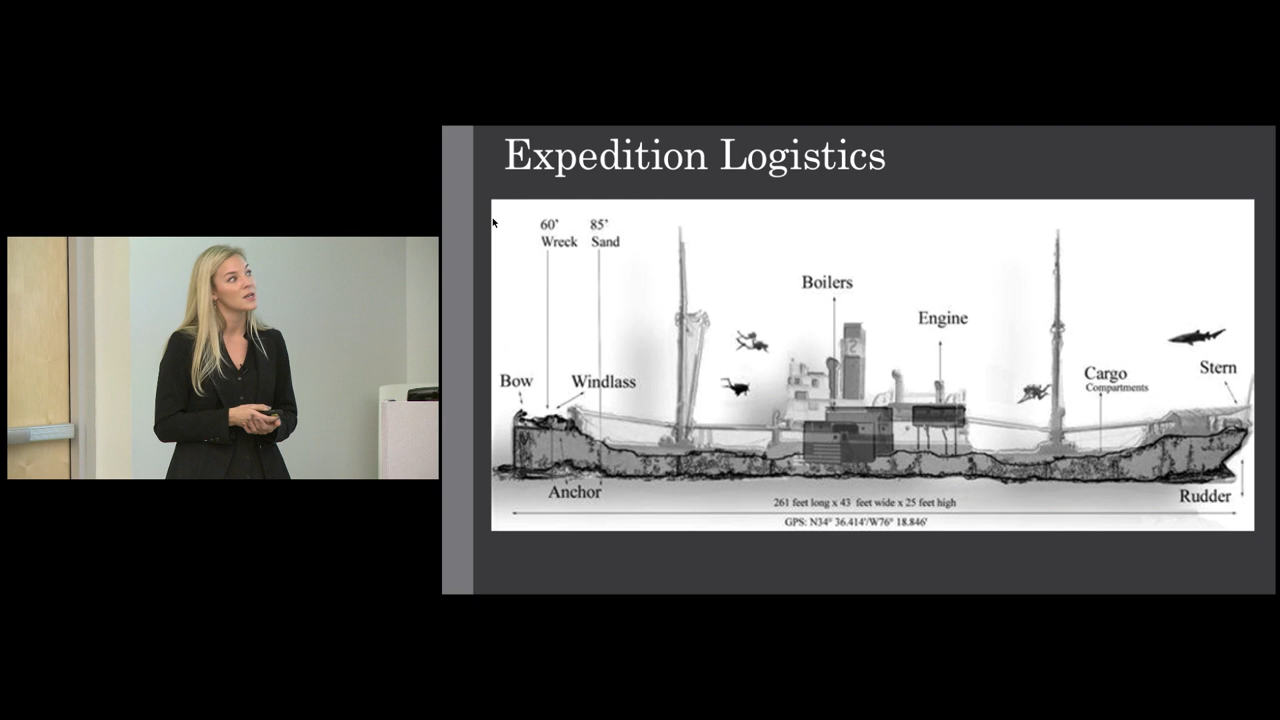 Expedition Logistics
60' 85'
Wreck Sand
Boilers
Engine
Bow
Windlass
Cargo
Compartments
Stern
2
Anchor
Rudder
261 feet long x 43 feet wide x 25 feet high
GPS: N34° 36.414'/W76° 18.846'